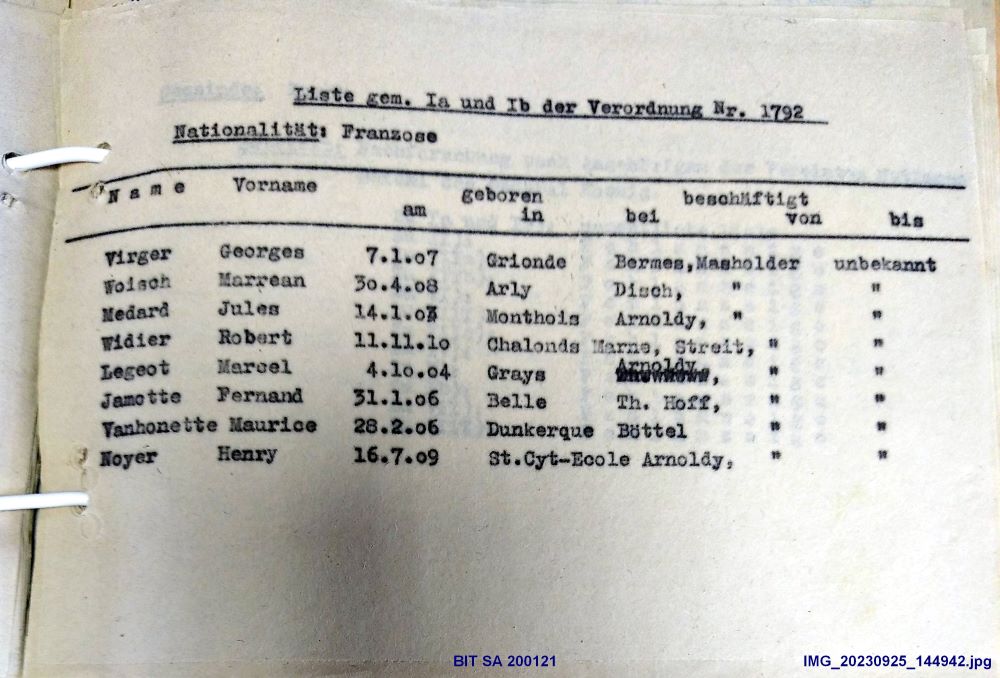 Liste gem. Ia und Ib der Verordnung Nr. 1792
Nationalität: Franzose
Name Vorname geboren beschäftigt
am in bei von bis
Virger Georges 7.1.07 Grionde Bermes,Masholder unbekannt
Woisch Marrean 30.4.08 Arly Disch, " "
Medard Jules 14.1.03 Monthois Arnoldy, " "
Widier Robert 11.11.10 Chalonds Marne, Streit, " "
Legeot Marcel 4.10.04 Grays Arnoldy, " "
Jamotte Fernand 31.1.06 Belle Th. Hoff, " "
Vanhonette Maurice 28.2.06 Dunkerque Böttel " "
Noyer Henry 16.7.09 St.Cyt-Ecole Arnoldy, " "
BIT SA 200121 IMG_20230925_144942.jpg